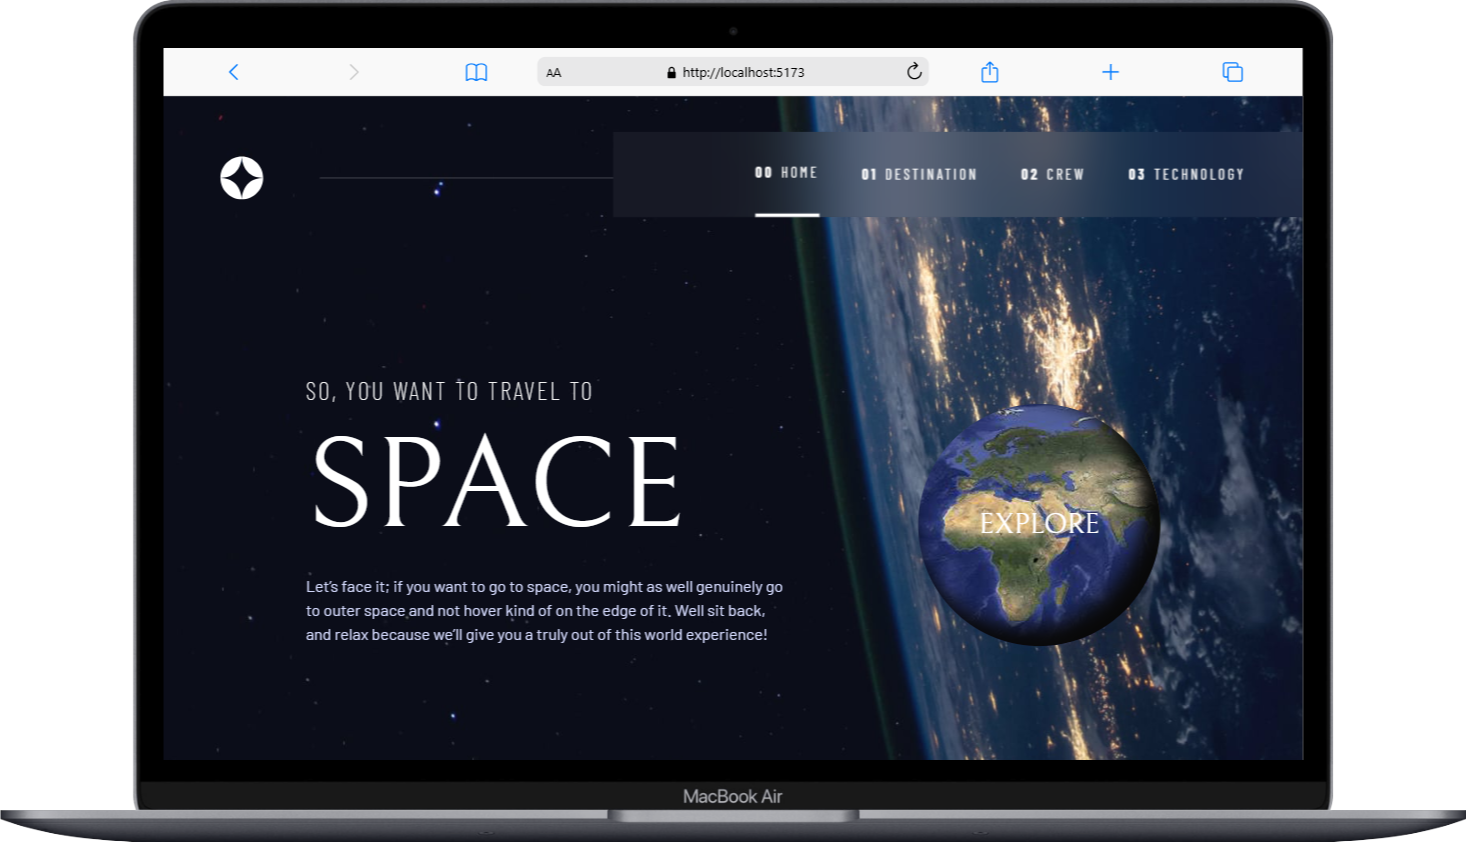 AA http://localhost:5173
00 HOME 01 DESTINATION 02 CREW 03 TECHNOLOGY
SO, YOU WANT TO TRAVEL TO
SPACE
EXPLORE
Let's face it; if you want to go to space, you might as well genuinely go
to outer space and not hover kind of on the edge of it. Well sit back,
and relax because we'll give you a truly out of this world experience!
MacBook Air